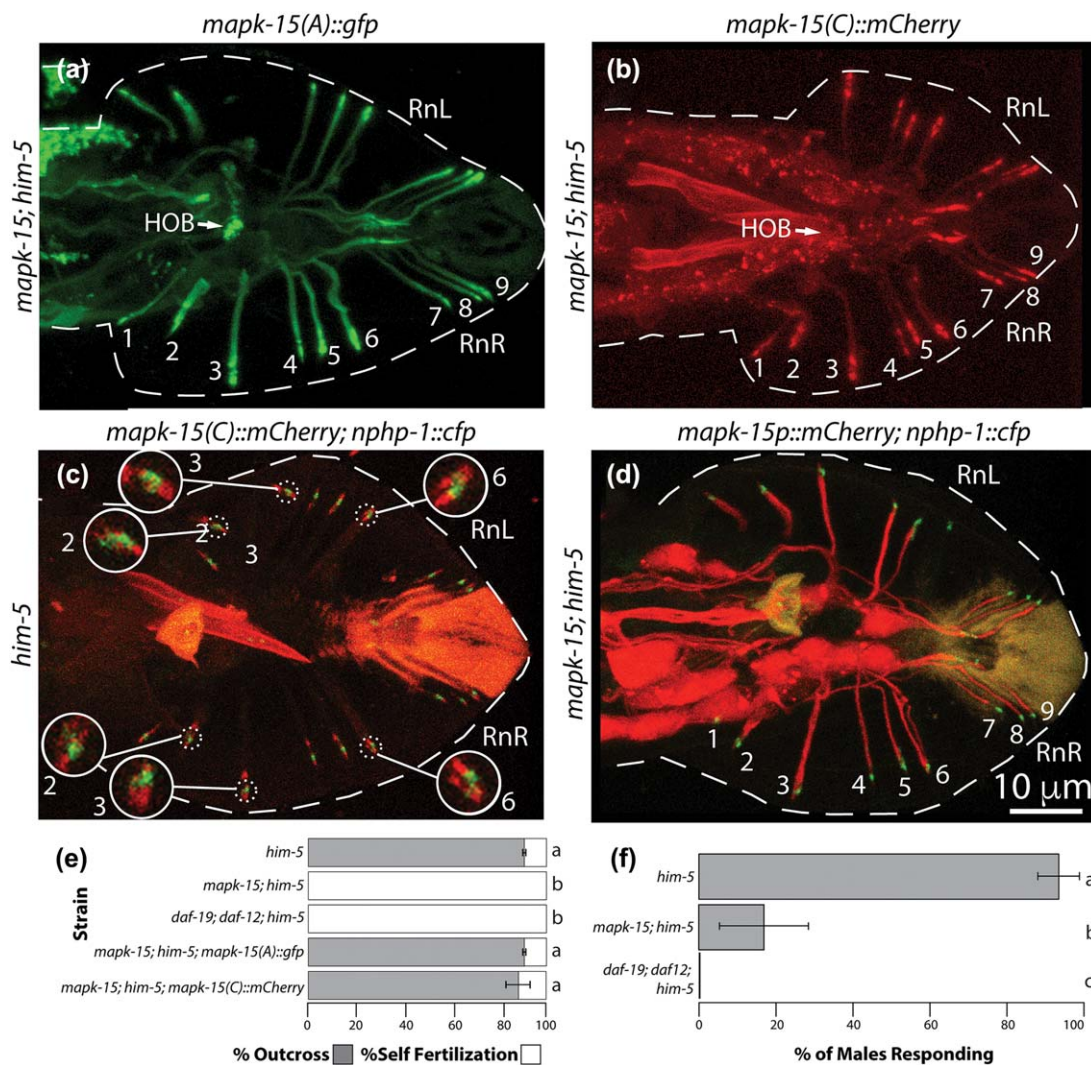 mapk-15(A)::gfp
mapk-15(C)::mCherry
(a)
RnL
HOB
1
2
3
4
5
6
7
8
9
RnR
mapk-15; him-5
(b)
RnL
HOB
1
2
3
4
5
6
7
8
9
RnR
mapk-15; him-5
mapk-15(C)::mCherry; nphp-1::cfp
mapk-15p::mCherry; nphp-1::cfp
(c)
3
6
2
2
3
RnL
RnR
2
3
6
him-5
(d)
RnL
1
2
3
4
5
6
7
8
9
RnR
10 µm
mapk-15; him-5
(e)
Strain
him-5
a
mapk-15; him-5
b
daf-19; daf-12; him-5
b
mapk-15; him-5; mapk-15(A)::gfp
a
mapk-15; him-5; mapk-15(C)::mCherry
a
0 20 40 60 80 100
% Outcross %Self Fertilization
(f)
him-5
a
mapk-15; him-5
b
daf-19; daf12;
him-5
c
0 20 40 60 80 100
% of Males Responding